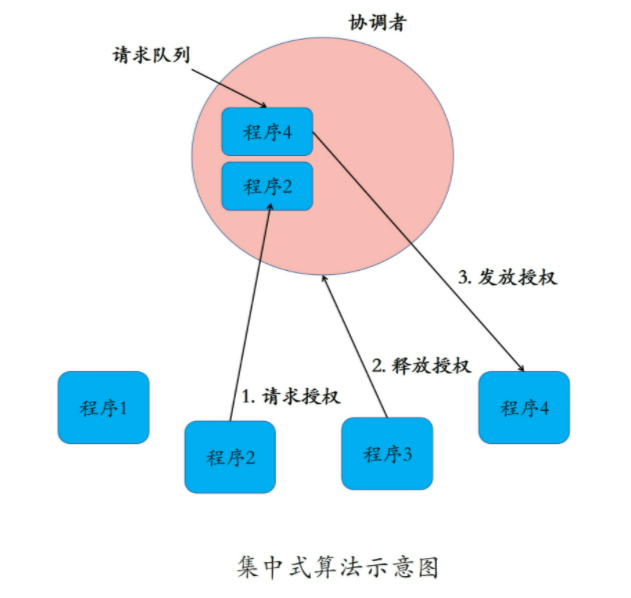 协调者
请求队列
程序4
程序2
3. 发放授权
2. 释放授权
1. 请求授权
程序1
程序2
程序3
程序4
集中式算法示意图